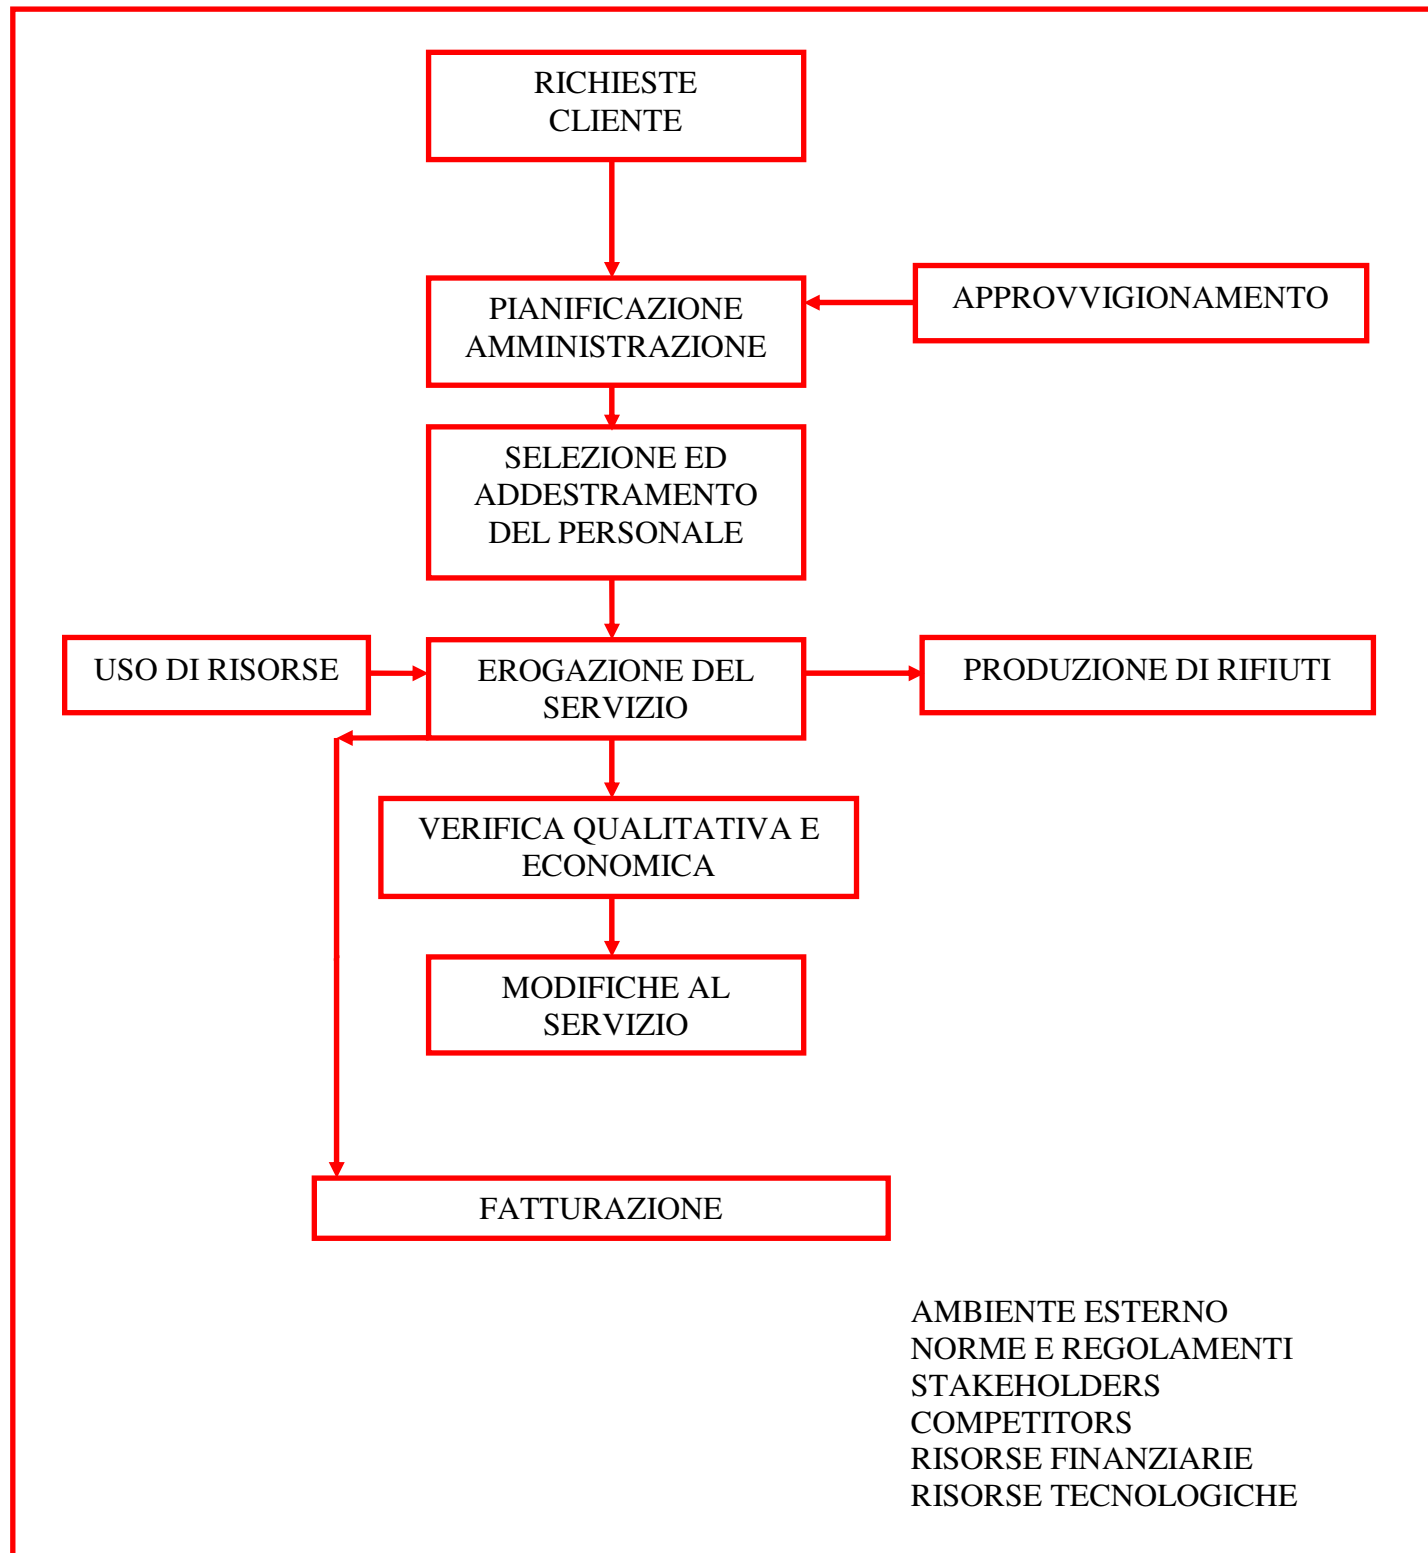 RICHIESTE
CLIENTE
PIANIFICAZIONE
AMMINISTRAZIONE
APPROVVIGIONAMENTO
SELEZIONE ED
ADDESTRAMENTO
DEL PERSONALE
USO DI RISORSE
EROGAZIONE DEL
SERVIZIO
PRODUZIONE DI RIFIUTI
VERIFICA QUALITATIVA E
ECONOMICA
MODIFICHE AL
SERVIZIO
FATTURAZIONE
AMBIENTE ESTERNO
NORME E REGOLAMENTI
STAKEHOLDERS
COMPETITORS
RISORSE FINANZIARIE
RISORSE TECNOLOGICHE